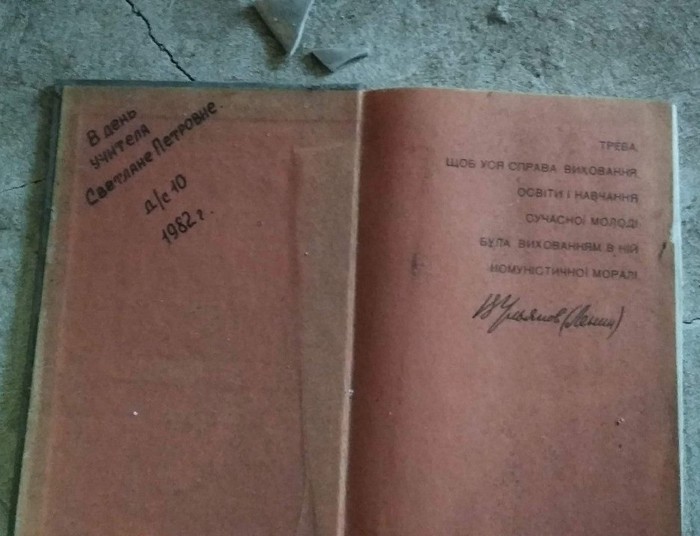 В день
учителя
Светлане Петровне.
д/с 10
1982 г.
ТРЕБА,
ЩОБ УСЯ СПРАВА ВИХОВАННЯ,
ОСВІТИ І НАВЧАННЯ
СУЧАСНОЇ МОЛОДІ
БУЛА ВИХОВАННЯМ В НІЙ
КОМУНІСТИЧНОЇ МОРАЛІ.
В Ульянов (Ленин)